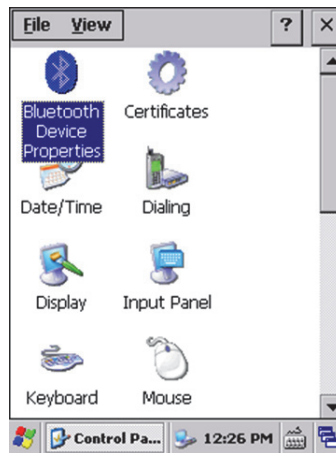 File View ? ×
Bluetooth
Device
Properties
Certificates
Date/Time
Dialing
Display
Input Panel
Keyboard
Mouse
Control Pa... 12:26 PM